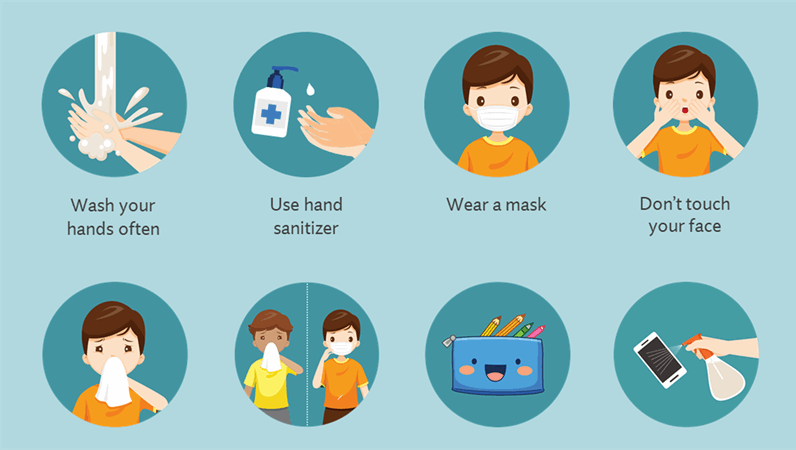 Wash your
hands often
Use hand
sanitizer
Wear a mask
Don’t touch
your face